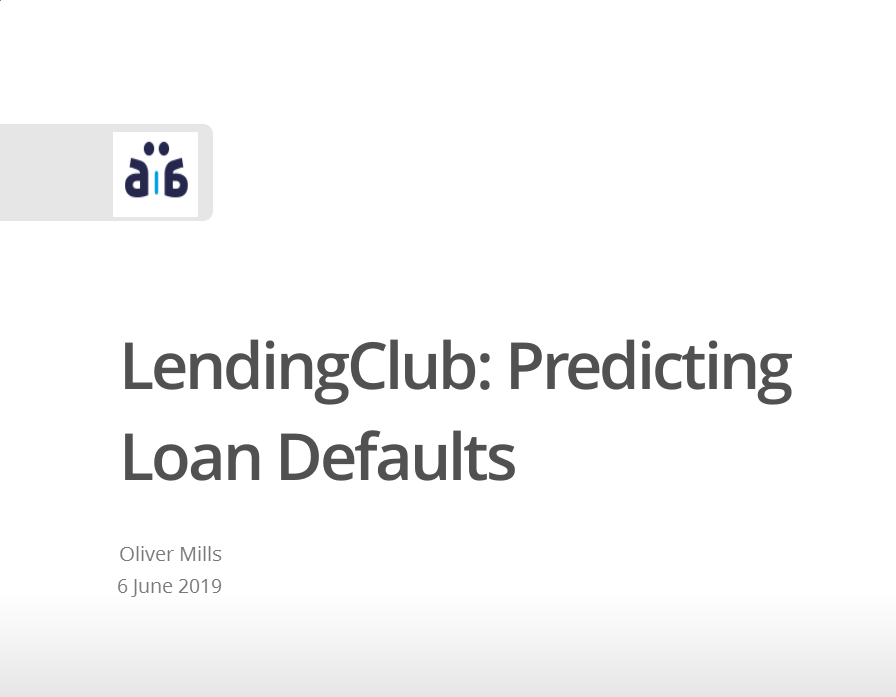 LendingClub: Predicting
Loan Defaults
Oliver Mills
6 June 2019